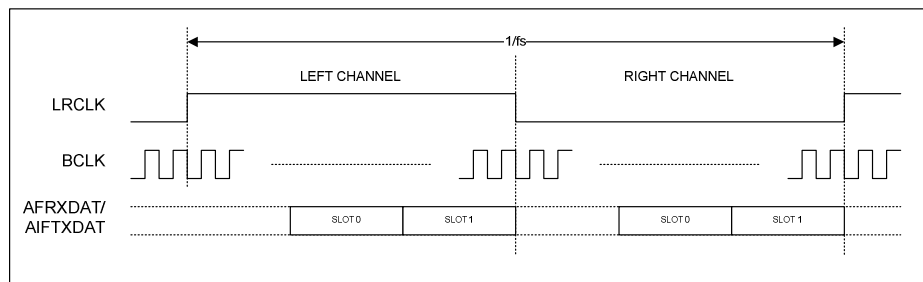 1/fs
LEFT CHANNEL RIGHT CHANNEL
LRCLK
BCLK
AFRXDAT/
AIFTXDAT
SLOT 0 SLOT 1 SLOT 0 SLOT 1